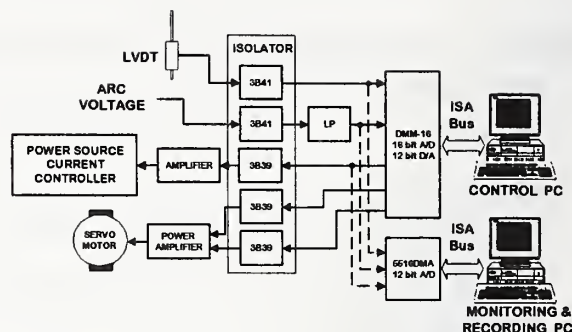 LVDT
ISOLATOR
3B41
ARC
VOLTAGE
3B41
LP
DMM-16
16 bit A/D
12 bit D/A
ISA
Bus
CONTROL PC
POWER SOURCE
CURRENT
CONTROLLER
AMPLIFIER
3B39
3B39
SERVO
MOTOR
POWER
AMPLIFIER
3B39
5516DMA
12 bit A/D
ISA
Bus
MONITORING &
RECORDING PC